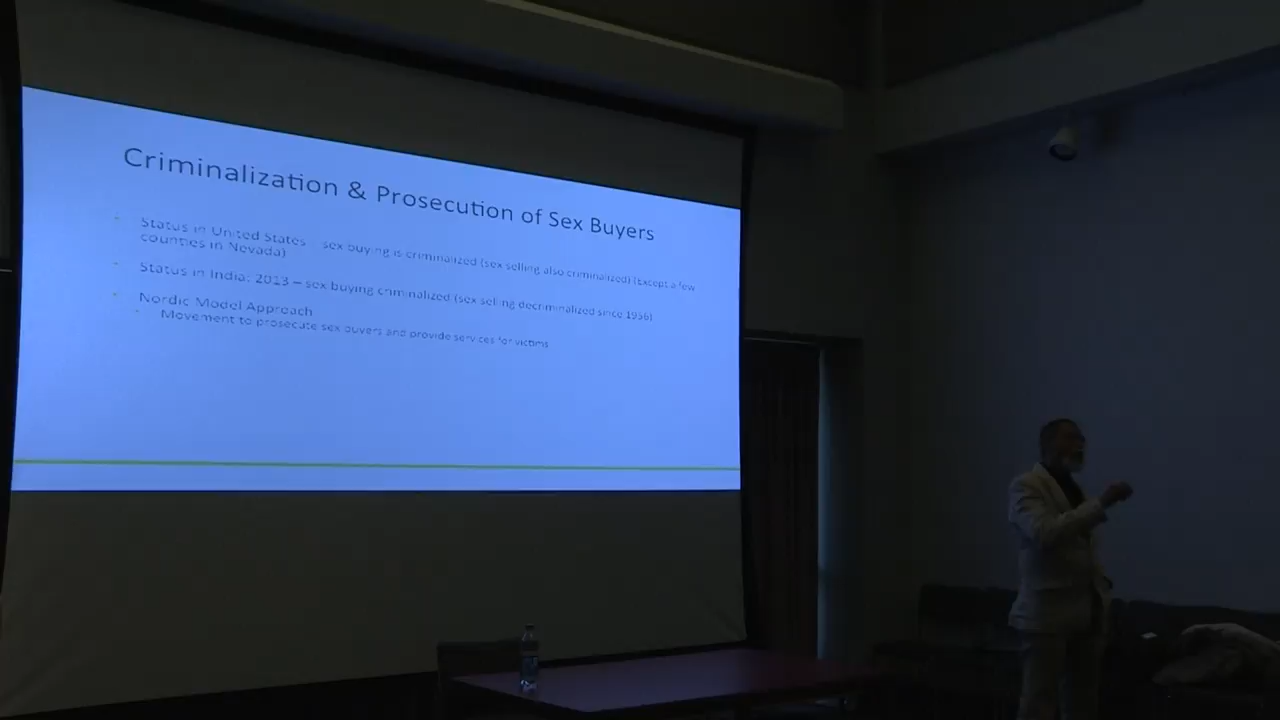 Criminalization & Prosecution of Sex Buyers
Status in United States – sex buying is criminalized (sex selling also criminalized) (Except a few
counties in Nevada)
Status in India: 2013 – sex buying criminalized (sex selling decriminalized since 1956)
Nordic Model Approach
Movement to prosecute sex buyers and provide services for victims